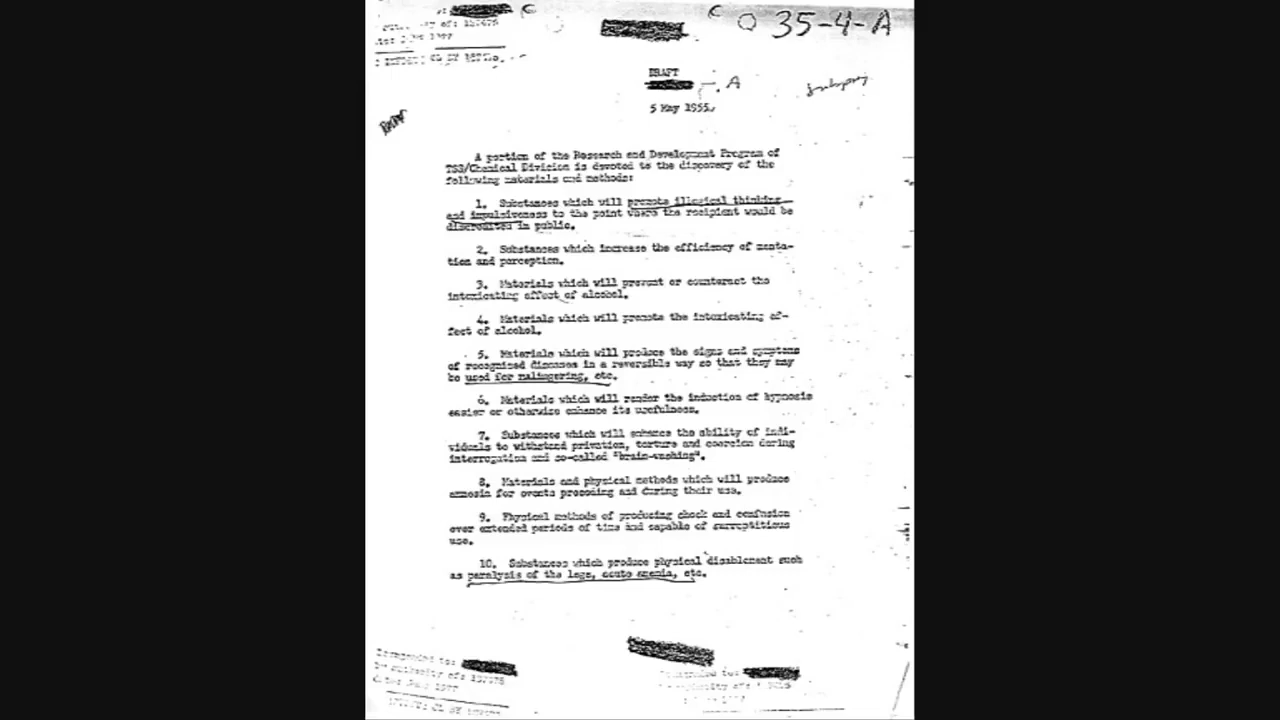 35-4-A
DRAFT
A
5 May 1955.
A portion of the Research and Development Program of
TSS/Chemical Division is devoted to the discovery of the
following materials and methods:
1. Substances which will promote illogical thinking
and impulsiveness to the point where the recipient would be
discredited in public.
2. Substances which increase the efficiency of menta-
tion and perception.
3. Materials which will prevent or counteract the
intoxicating effect of alcohol.
4. Materials which will promote the intoxicating ef-
fect of alcohol.
5. Materials which will produce the signs and symptoms
of recognized diseases in a reversible way so that they may
be used for malingering, etc.
6. Materials which will render the induction of hypnosis
easier or otherwise enhance its usefulness.
7. Substances which will enhance the ability of indi-
viduals to withstand privation, torture and coercion during
interrogation and so-called "brain-washing".
8. Materials and physical methods which will produce
amnesia for events preceding and during their use.
9. Physical methods of producing shock and confusion
over extended periods of time and capable of surreptitious
use.
10. Substances which produce physical disablement such
as paralysis of the legs, acute anemia, etc.